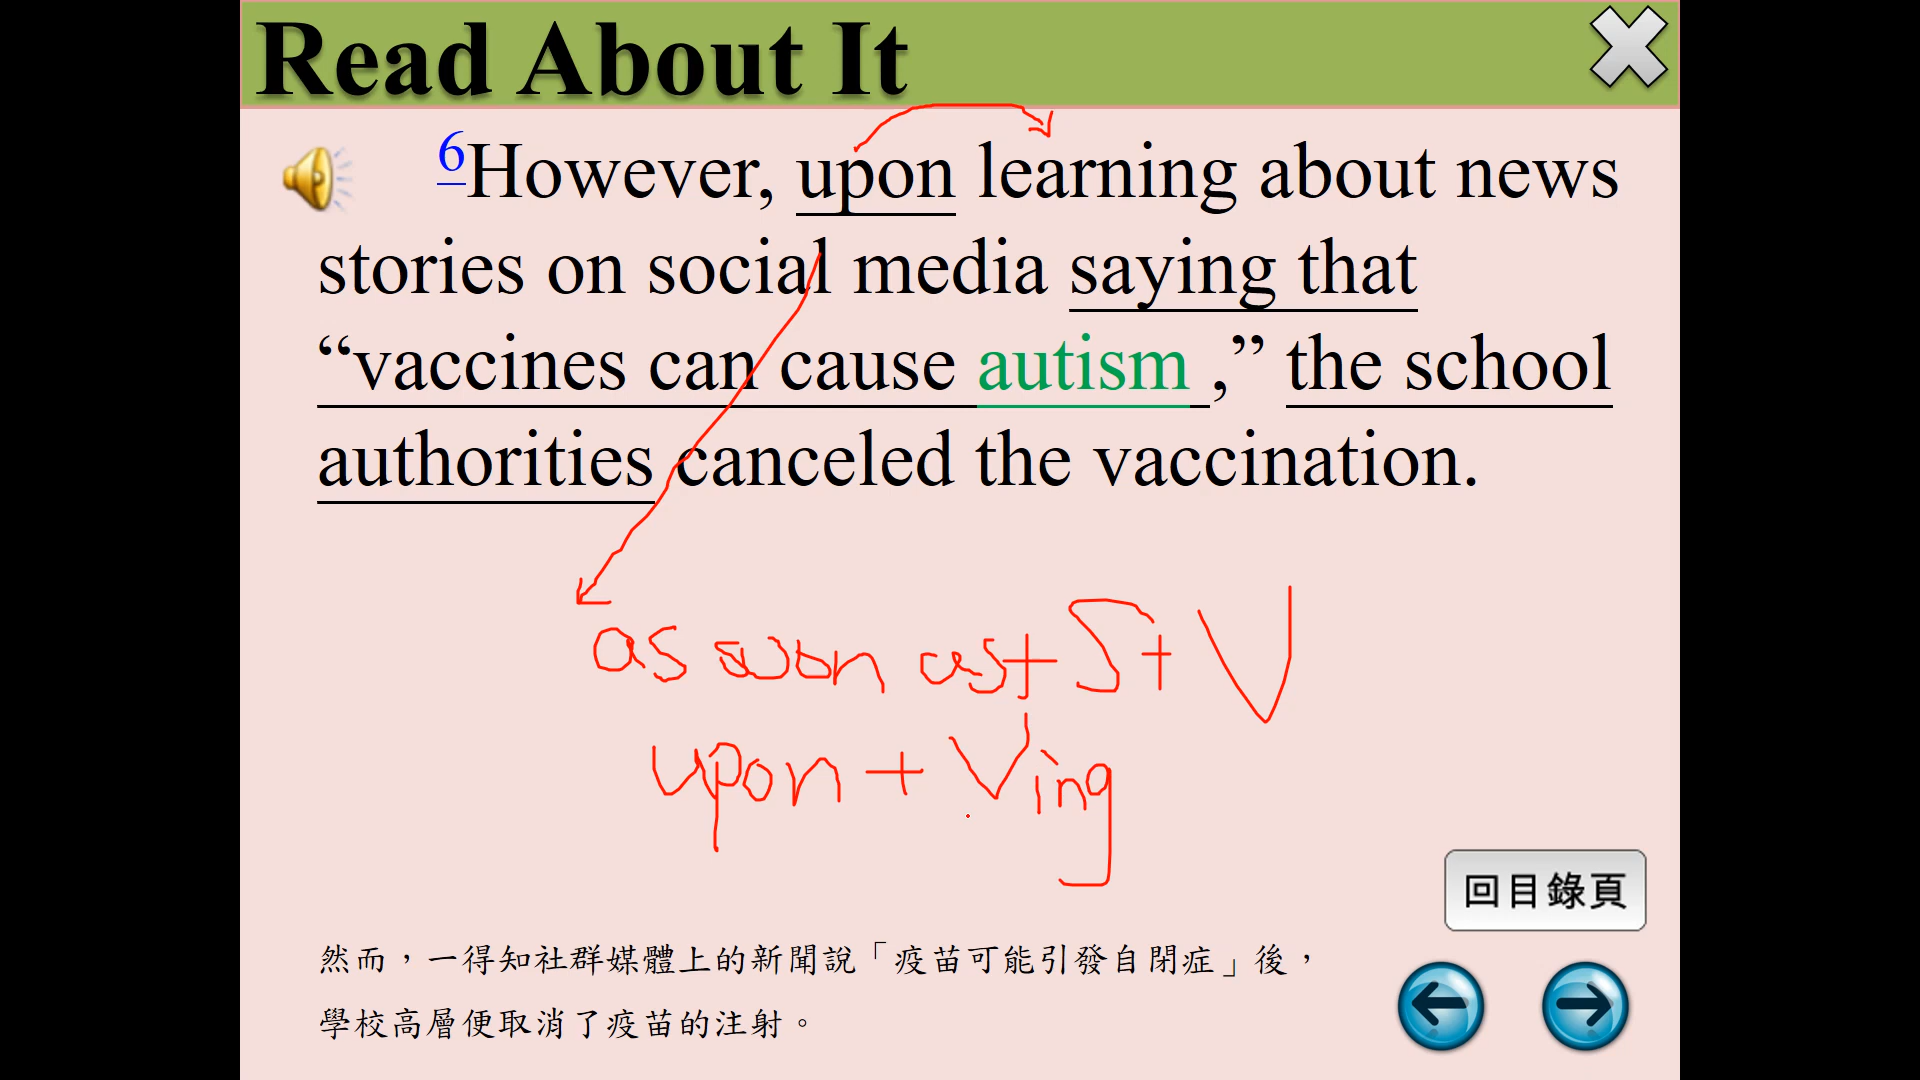 Read About It
6However, upon learning about news
stories on social media saying that
“vaccines can cause autism ,” the school
authorities canceled the vaccination.
as soon as + S + V
upon + Ving
回目錄頁
然而，一得知社群媒體上的新聞說「疫苗可能引發自閉症」後，
學校高層便取消了疫苗的注射。